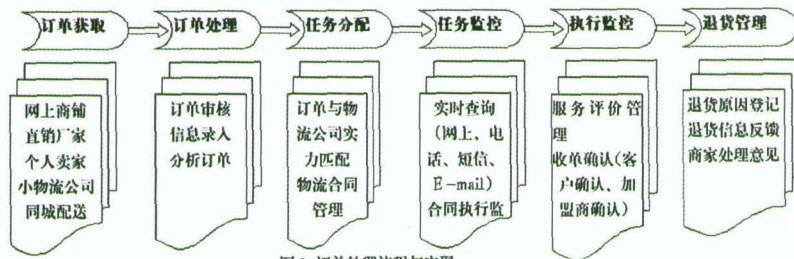 订单获取
订单处理
任务分配
任务监控
执行监控
退货管理
网上商铺
直销厂家
个人卖家
小物流公司
同城配送
订单审核
信息录入
分析订单
订单与物
流公司实
力匹配
物流合同
管理
实时查询
(网上、电
话、短信、
E-mail)
合同执行监
服务评价管
理
收单确认(客
户确认、加
盟商确认)
退货原因登记
退货信息反馈
商家处理意见